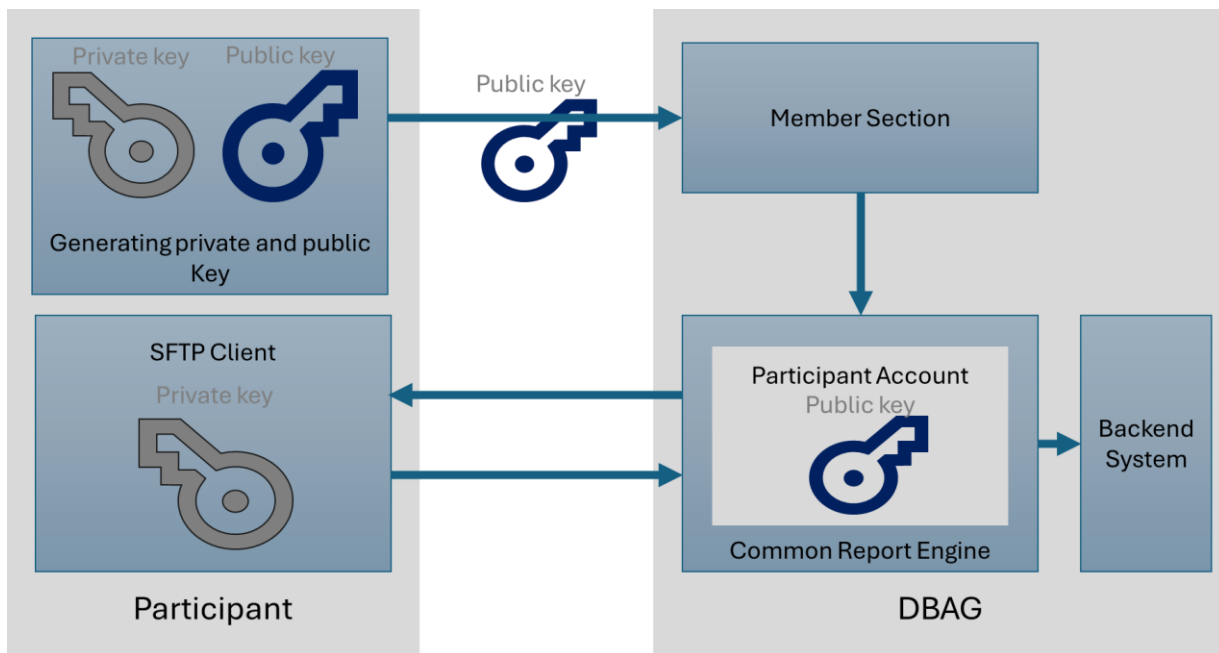 Private key
Public key
Generating private and public
Key
Public key
Member Section
SFTP Client
Private key
Participant Account
Public key
Common Report Engine
Backend
System
Participant
DBAG